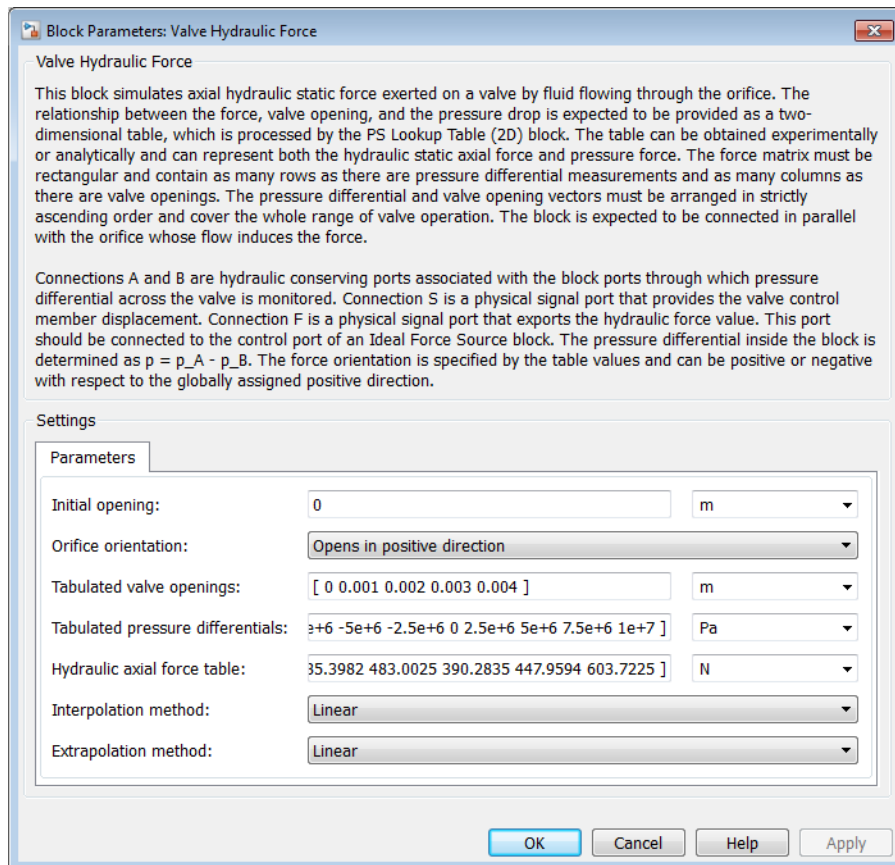 Block Parameters: Valve Hydraulic Force
Valve Hydraulic Force
This block simulates axial hydraulic static force exerted on a valve by fluid flowing through the orifice. The
relationship between the force, valve opening, and the pressure drop is expected to be provided as a two-
dimensional table, which is processed by the PS Lookup Table (2D) block. The table can be obtained experimentally
or analytically and can represent both the hydraulic static axial force and pressure force. The force matrix must be
rectangular and contain as many rows as there are pressure differential measurements and as many columns as
there are valve openings. The pressure differential and valve opening vectors must be arranged in strictly
ascending order and cover the whole range of valve operation. The block is expected to be connected in parallel
with the orifice whose flow induces the force.
Connections A and B are hydraulic conserving ports associated with the block ports through which pressure
differential across the valve is monitored. Connection S is a physical signal port that provides the valve control
member displacement. Connection F is a physical signal port that exports the hydraulic force value. This port
should be connected to the control port of an Ideal Force Source block. The pressure differential inside the block is
determined as p = p_A - p_B. The force orientation is specified by the table values and can be positive or negative
with respect to the globally assigned positive direction.
Settings
Parameters
Initial opening: 0 m
Orifice orientation: Opens in positive direction
Tabulated valve openings: [ 0 0.001 0.002 0.003 0.004 ] m
Tabulated pressure differentials: e+6 -5e+6 -2.5e+6 0 2.5e+6 5e+6 7.5e+6 1e+7 ] Pa
Hydraulic axial force table: 35.3982 483.0025 390.2835 447.9594 603.7225 ] N
Interpolation method: Linear
Extrapolation method: Linear
OK Cancel Help Apply